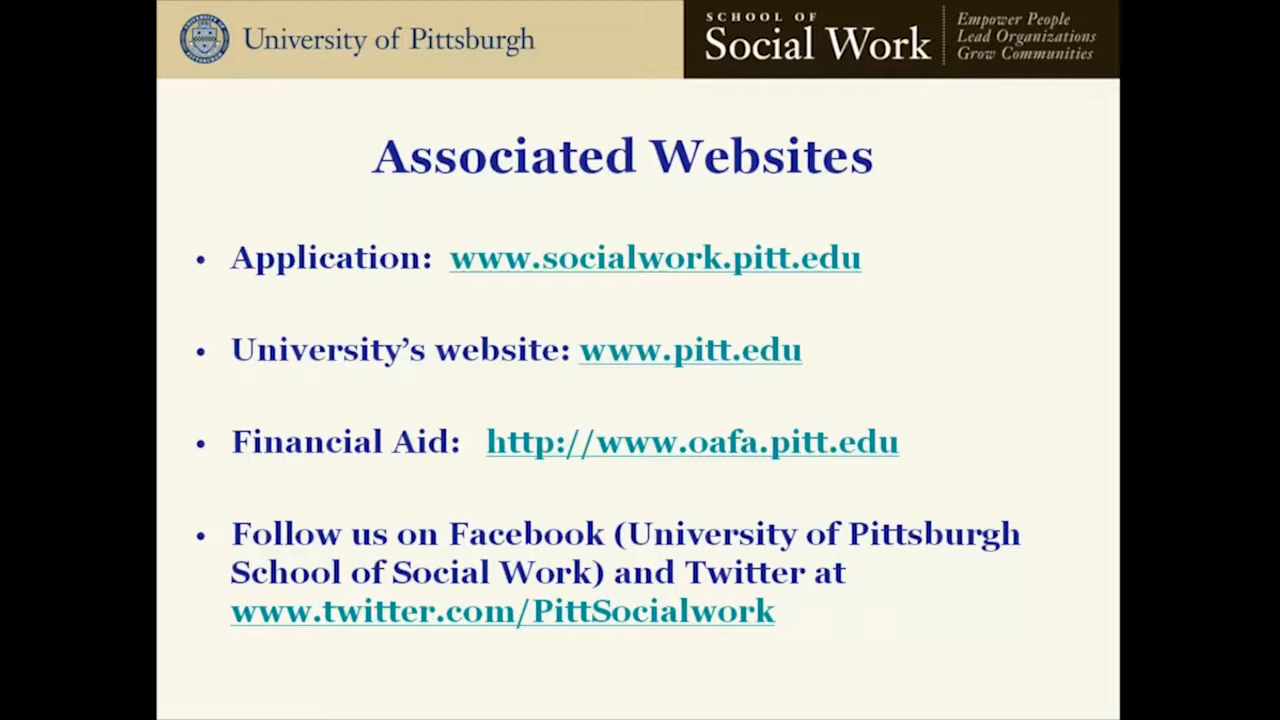 University of Pittsburgh
SCHOOL OF
Social Work
Empower People
Lead Organizations
Grow Communities
Associated Websites
• Application: www.socialwork.pitt.edu
• University’s website: www.pitt.edu
• Financial Aid: http://www.oafa.pitt.edu
• Follow us on Facebook (University of Pittsburgh
School of Social Work) and Twitter at
www.twitter.com/PittSocialwork